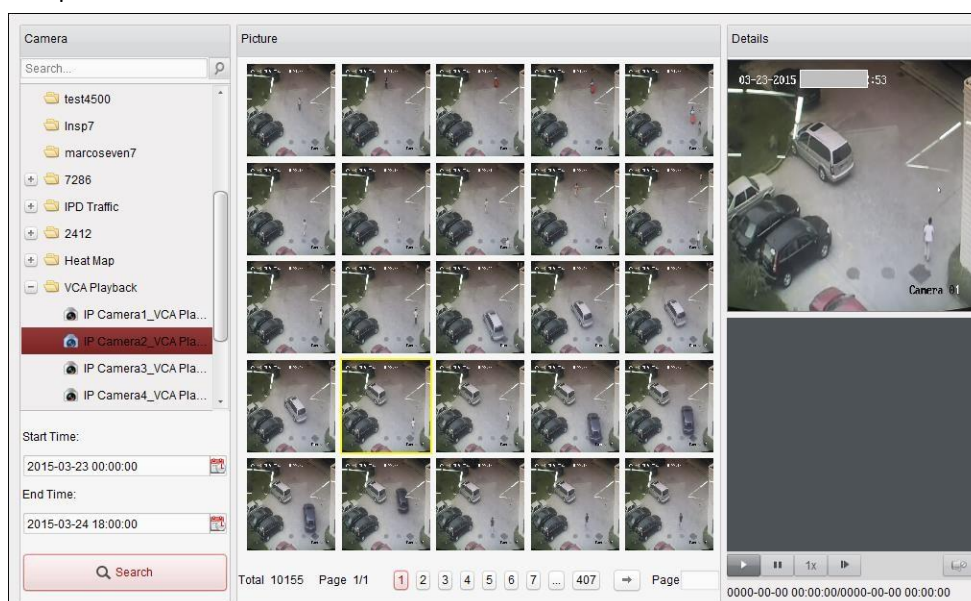 Camera
Search...
test4500
Insp7
marcoseven7
7286
IPD Traffic
2412
Heat Map
VCA Playback
IP Camera1_VCA Pla...
IP Camera2_VCA Pla...
IP Camera3_VCA Pla...
IP Camera4_VCA Pla...
Start Time:
2015-03-23 00:00:00
End Time:
2015-03-24 18:00:00
Search
Picture
Total 10155 Page 1/1 1 2 3 4 5 6 7 ... 407 Page
Details
03-23-2015 :53
Camera 01
1x
0000-00-00 00:00:00/0000-00-00 00:00:00